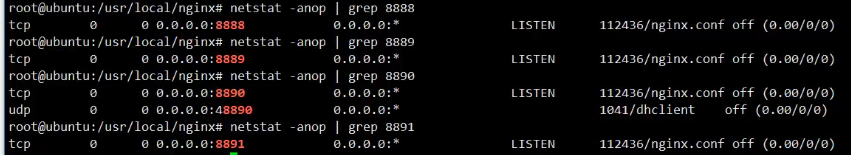 root@ubuntu:/usr/local/nginx# netstat -anop | grep 8888
tcp        0      0 0.0.0.0:8888            0.0.0.0:*               LISTEN      112436/nginx.conf off (0.00/0/0)
root@ubuntu:/usr/local/nginx# netstat -anop | grep 8889
tcp        0      0 0.0.0.0:8889            0.0.0.0:*               LISTEN      112436/nginx.conf off (0.00/0/0)
root@ubuntu:/usr/local/nginx# netstat -anop | grep 8890
tcp        0      0 0.0.0.0:8890            0.0.0.0:*               LISTEN      112436/nginx.conf off (0.00/0/0)
udp        0      0 0.0.0.0:48890           0.0.0.0:*                           1041/dhclient    off (0.00/0/0)
root@ubuntu:/usr/local/nginx# netstat -anop | grep 8891
tcp        0      0 0.0.0.0:8891            0.0.0.0:*               LISTEN      112436/nginx.conf off (0.00/0/0)